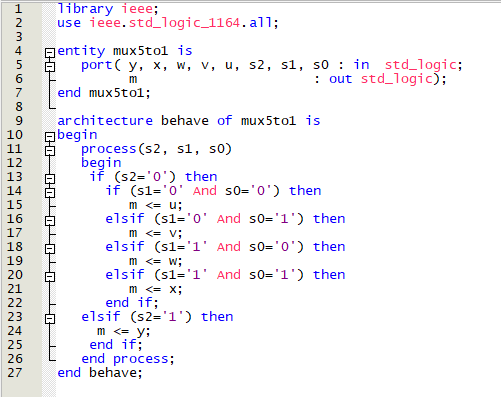 1 library ieee;
2 use ieee.std_logic_1164.all;
3
4 entity mux5to1 is
5 port( y, x, w, v, u, s2, s1, s0 : in std_logic;
6 m : out std_logic);
7 end mux5to1;
8
9 architecture behave of mux5to1 is
10 begin
11 process(s2, s1, s0)
12 begin
13 if (s2='0') then
14 if (s1='0' And s0='0') then
15 m <= u;
16 elsif (s1='0' And s0='1') then
17 m <= v;
18 elsif (s1='1' And s0='0') then
19 m <= w;
20 elsif (s1='1' And s0='1') then
21 m <= x;
22 end if;
23 elsif (s2='1') then
24 m <= y;
25 end if;
26 end process;
27 end behave;